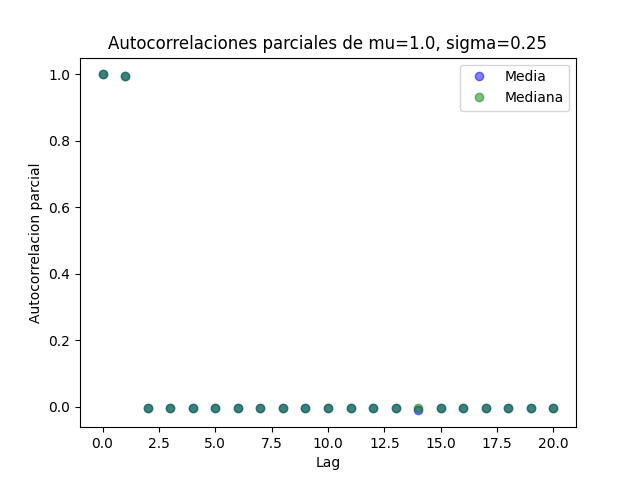 Autocorrelaciones parciales de mu=1.0, sigma=0.25
Media
Mediana
1.0
0.8
0.6
0.4
0.2
0.0
Autocorrelacion parcial
0.0 2.5 5.0 7.5 10.0 12.5 15.0 17.5 20.0
Lag